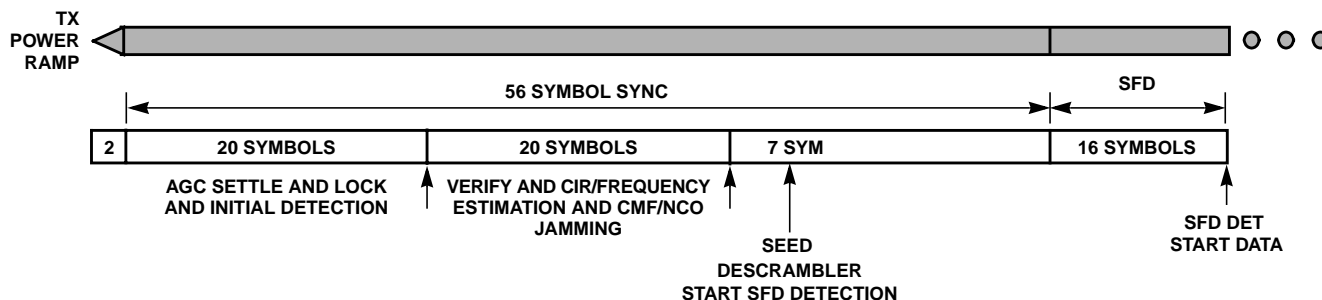 TX
POWER
RAMP
56 SYMBOL SYNC
SFD
2
20 SYMBOLS
20 SYMBOLS
7 SYM
16 SYMBOLS
AGC SETTLE AND LOCK
AND INITIAL DETECTION
VERIFY AND CIR/FREQUENCY
ESTIMATION AND CMF/NCO
JAMMING
SEED
DESCRAMBLER
START SFD DETECTION
SFD DET
START DATA